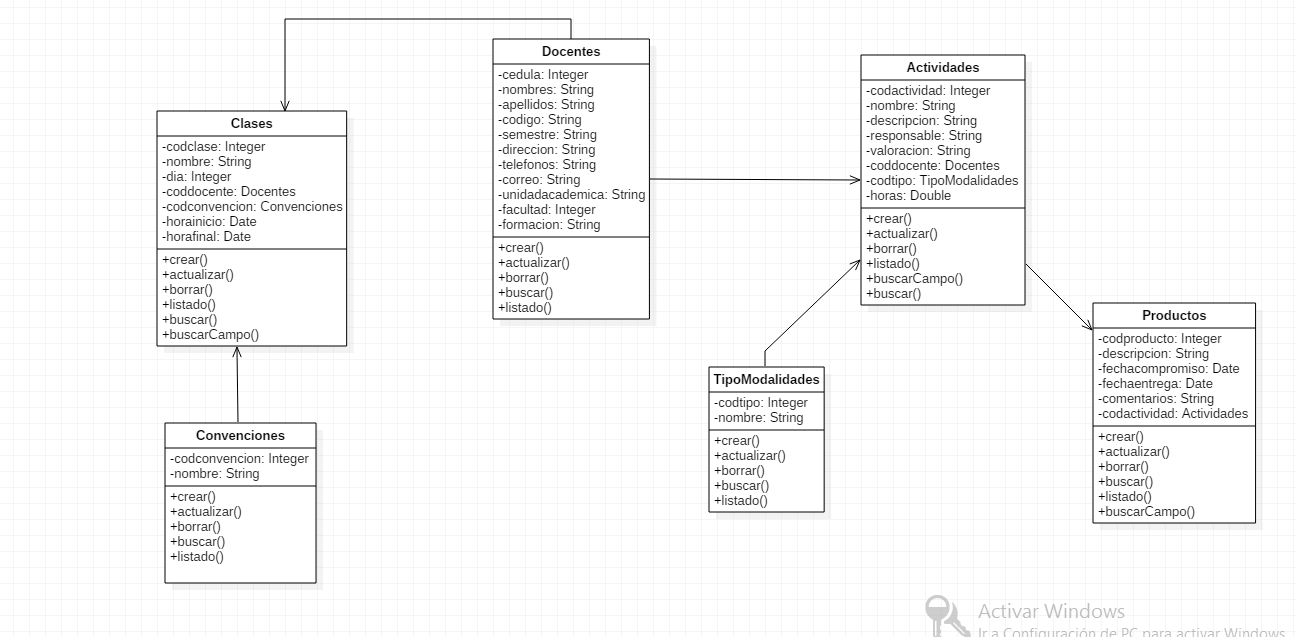 Docentes
-cedula: Integer
-nombres: String
-apellidos: String
-codigo: String
-semestre: String
-direccion: String
-telefonos: String
-correo: String
-unidadacademica: String
-facultad: Integer
-formacion: String
+crear()
+actualizar()
+borrar()
+buscar()
+listado()
Actividades
-codactividad: Integer
-nombre: String
-descripcion: String
-responsable: String
-valoracion: String
-coddocente: Docentes
-codtipo: TipoModalidades
-horas: Double
+crear()
+actualizar()
+borrar()
+listado()
+buscarCampo()
+buscar()
Clases
-codclase: Integer
-nombre: String
-dia: Integer
-coddocente: Docentes
-codconvencion: Convenciones
-horainicio: Date
-horafinal: Date
+crear()
+actualizar()
+borrar()
+listado()
+buscar()
+buscarCampo()
Productos
-codproducto: Integer
-descripcion: String
-fechacompromiso: Date
-fechaentrega: Date
-comentarios: String
-codactividad: Actividades
+crear()
+actualizar()
+borrar()
+buscar()
+listado()
+buscarCampo()
TipoModalidades
-codtipo: Integer
-nombre: String
+crear()
+actualizar()
+borrar()
+buscar()
+listado()
Convenciones
-codconvencion: Integer
-nombre: String
+crear()
+actualizar()
+borrar()
+buscar()
+listado()
Activar Windows
Ir a Configuración de PC para activar Windows